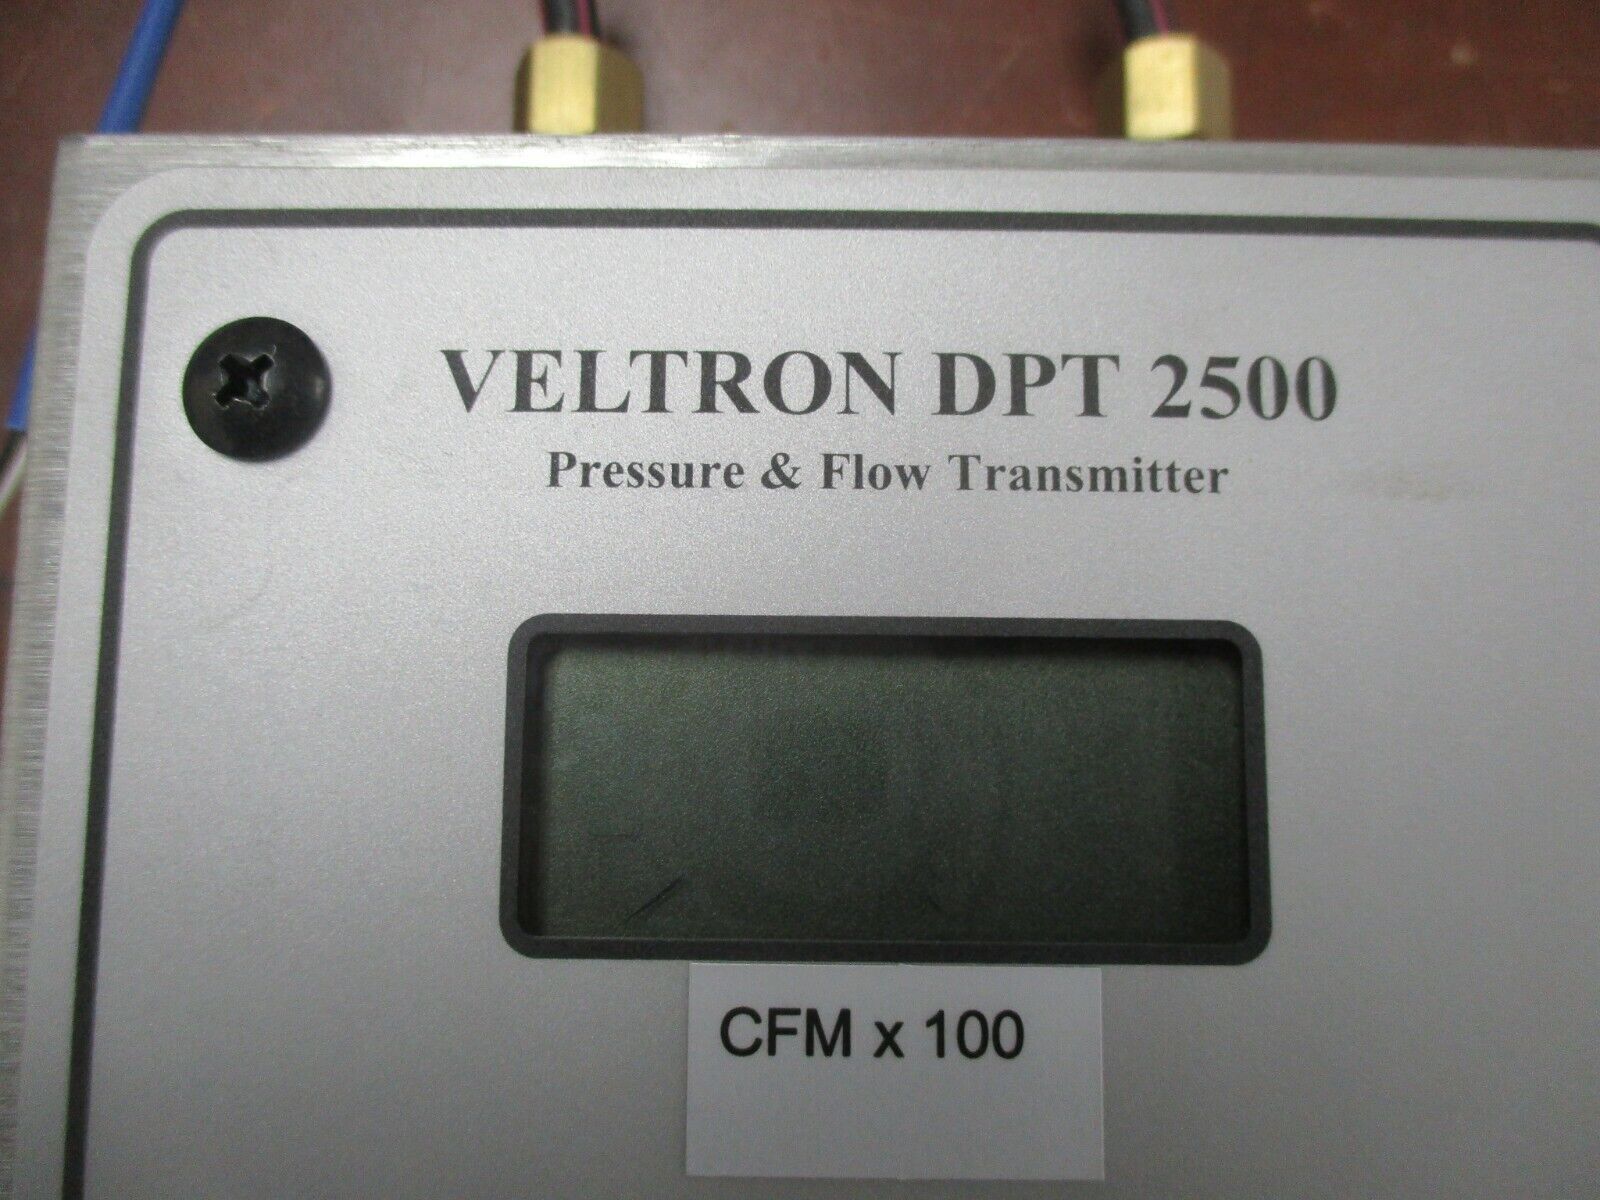 VELTRON DPT 2500
Pressure & Flow Transmitter
CFM x 100